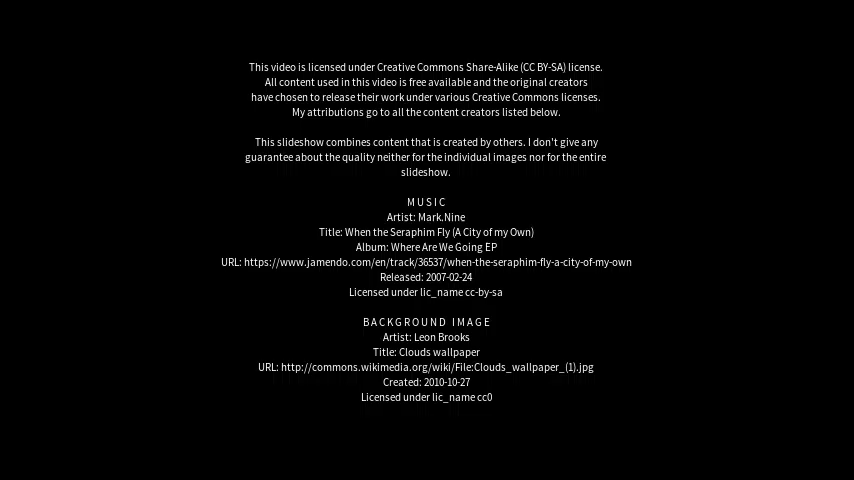 This video is licensed under Creative Commons Share-Alike (CC BY-SA) license.
All content used in this video is free available and the original creators
have chosen to release their work under various Creative Commons licenses.
My attributions go to all the content creators listed below.
This slideshow combines content that is created by others. I don't give any
guarantee about the quality neither for the individual images nor for the entire
slideshow.
MUSIC
Artist: Mark.Nine
Title: When the Seraphim Fly (A City of my Own)
Album: Where Are We Going EP
URL: https://www.jamendo.com/en/track/36537/when-the-seraphim-fly-a-city-of-my-own
Released: 2007-02-24
Licensed under lic_name cc-by-sa
BACKGROUND IMAGE
Artist: Leon Brooks
Title: Clouds wallpaper
URL: http://commons.wikimedia.org/wiki/File:Clouds_wallpaper_(1).jpg
Created: 2010-10-27
Licensed under lic_name cc0